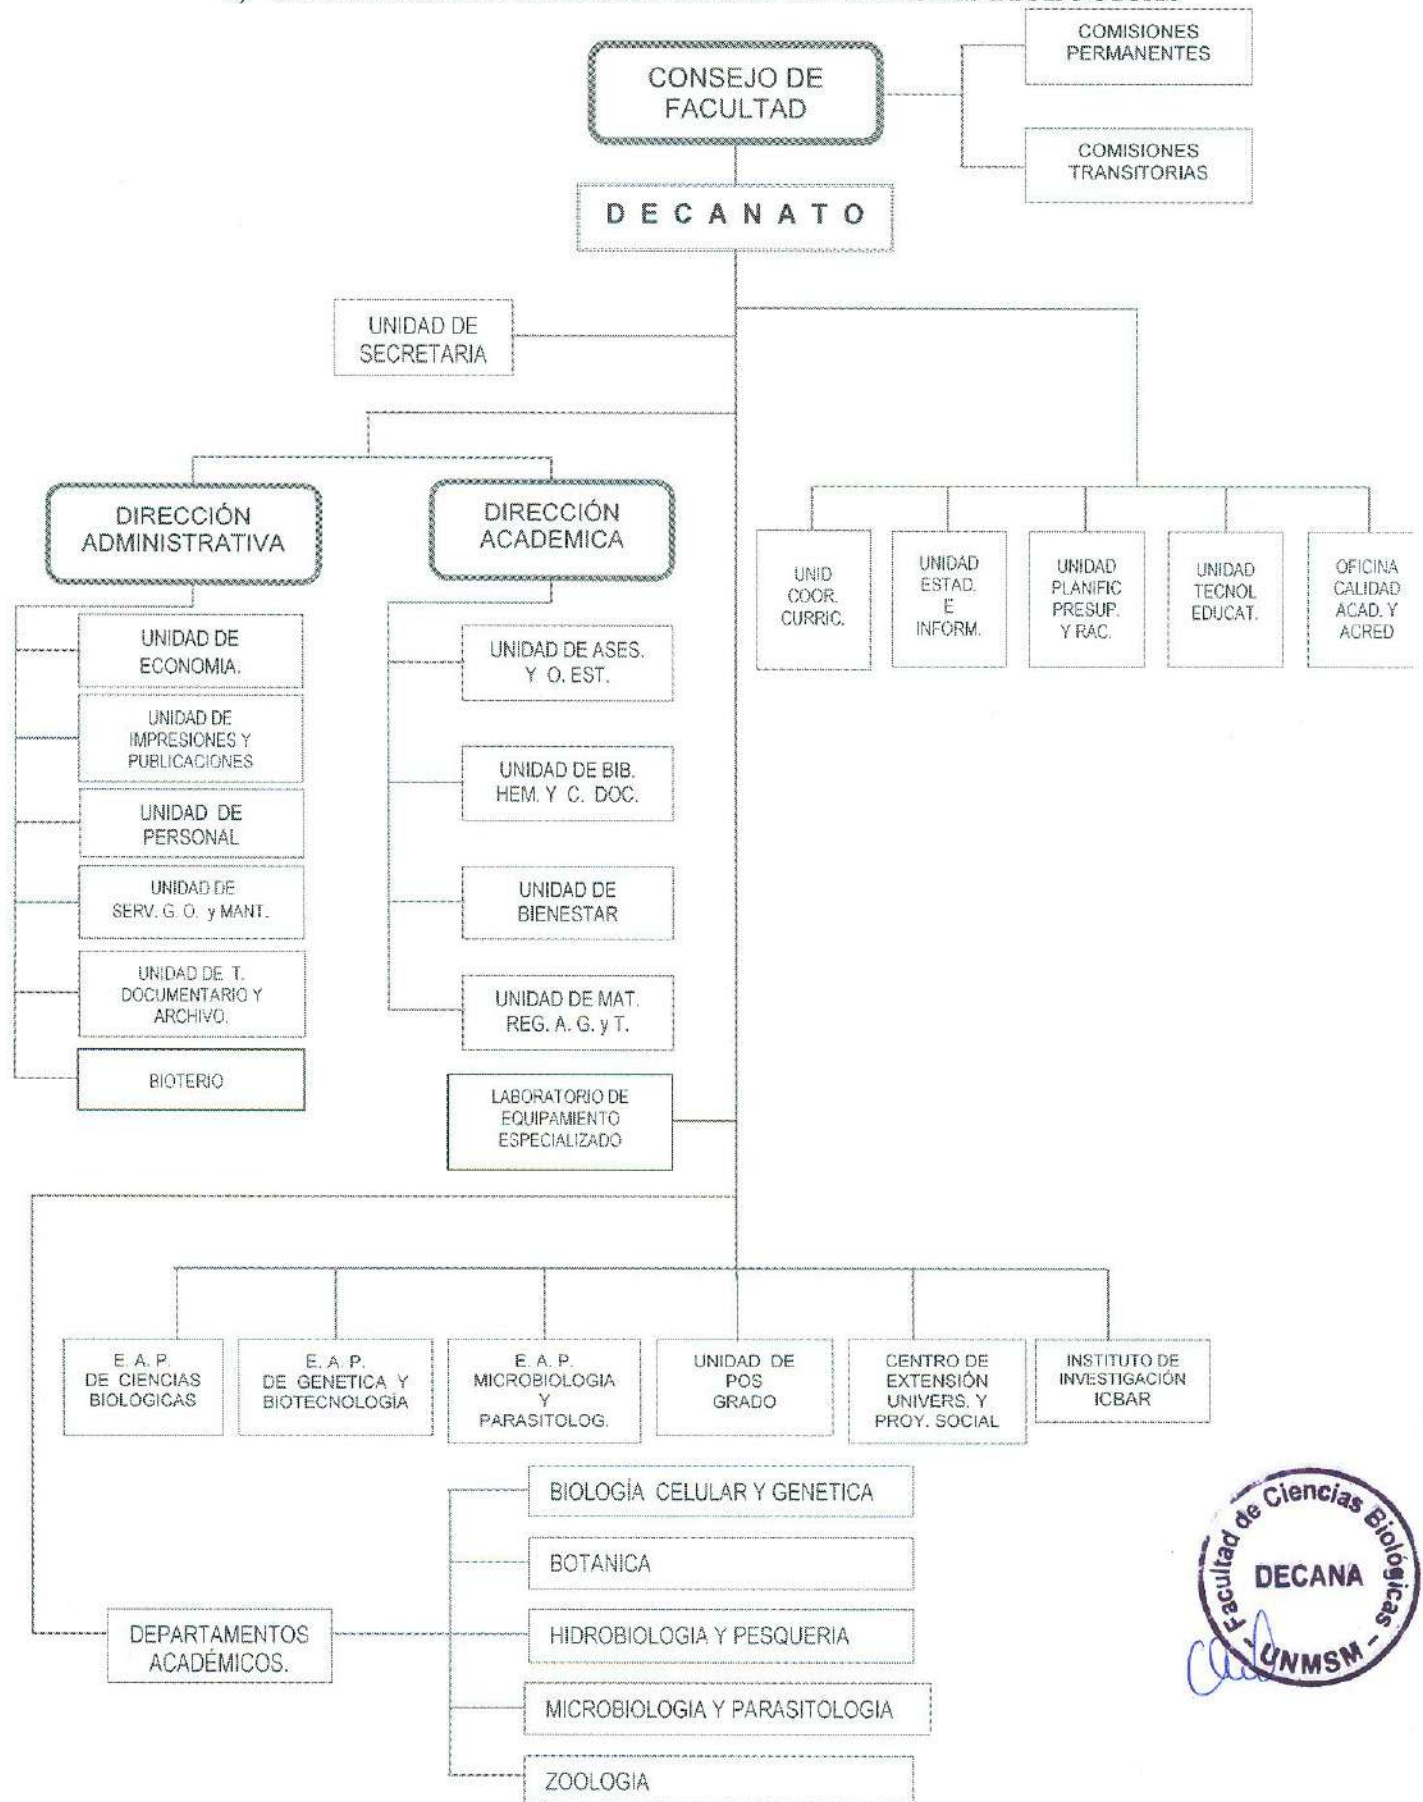 COMISIONES
PERMANENTES
CONSEJO DE
FACULTAD
COMISIONES
TRANSITORIAS
DECANATO
UNIDAD DE
SECRETARIA
DIRECCIÓN
ADMINISTRATIVA
DIRECCIÓN
ACADEMICA
UNID
COOR.
CURRIC.
UNIDAD
ESTAD.
E
INFORM.
UNIDAD
PLANIFIC
PRESUP.
Y RAC.
UNIDAD
TECNOL
EDUCAT.
OFICINA
CALIDAD
ACAD. Y
ACRED
UNIDAD DE
ECONOMIA.
UNIDAD DE
IMPRESIONES Y
PUBLICACIONES
UNIDAD DE
PERSONAL
UNIDAD DE
SERV. G. O. y MANT.
UNIDAD DE T.
DOCUMENTARIO Y
ARCHIVO.
BIOTERIO
UNIDAD DE ASES.
Y O. EST.
UNIDAD DE BIB.
HEM. Y C. DOC.
UNIDAD DE
BIENESTAR
UNIDAD DE MAT.
REG. A. G. y T.
LABORATORIO DE
EQUIPAMIENTO
ESPECIALIZADO
E. A. P.
DE CIENCIAS
BIOLOGICAS
E. A. P.
DE GENETICA Y
BIOTECNOLOGÍA
E. A. P.
MICROBIOLOGIA
Y
PARASITOLOG.
UNIDAD DE
POS
GRADO
CENTRO DE
EXTENSIÓN
UNIVERS. Y
PROY. SOCIAL
INSTITUTO DE
INVESTIGACIÓN
ICBAR
DEPARTAMENTOS
ACADÉMICOS.
BIOLOGÍA CELULAR Y GENETICA
BOTANICA
HIDROBIOLOGIA Y PESQUERIA
MICROBIOLOGIA Y PARASITOLOGIA
ZOOLOGIA
Facultad de Ciencias Biológicas
DECANA
- UNMSM -